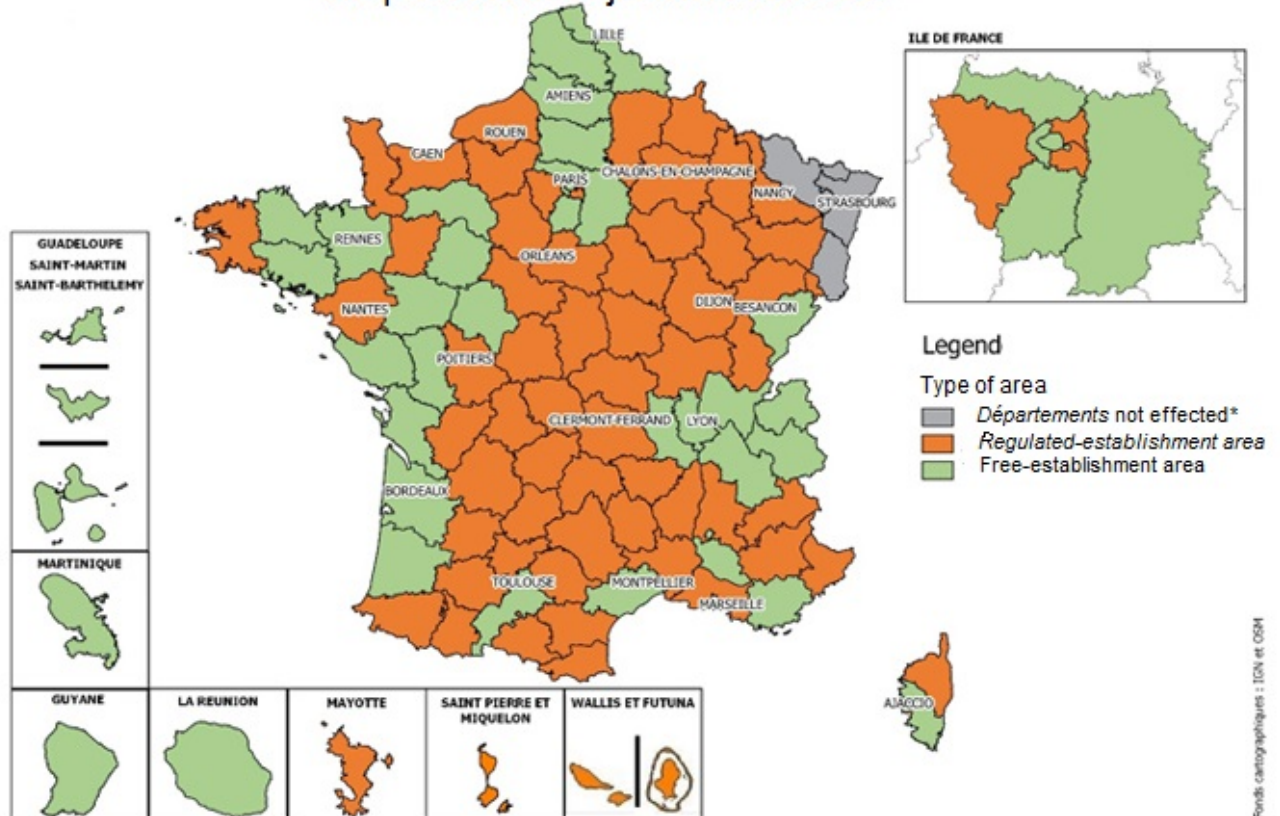 ILE DE FRANCE
LILLE
AMIENS
ROUEN
CAEN
PARIS
CHALONS-EN-CHAMPAGNE
NANCY
STRASBOURG
RENNES
ORLEANS
NANTES
DIJON
BESANCON
POITIERS
CLERMONT-FERRAND
LYON
BORDEAUX
TOULOUSE
MONTPELLIER
MARSEILLE
AJACCIO
GUADELOUPE
SAINT-MARTIN
SAINT-BARTHELEMY
MARTINIQUE
GUYANE
LA REUNION
MAYOTTE
SAINT PIERRE ET
MIQUELON
WALLIS ET FUTUNA
Legend
Type of area
Départements not effected*
Regulated-establishment area
Free-establishment area
Fonds cartographiques : IGN et OSM